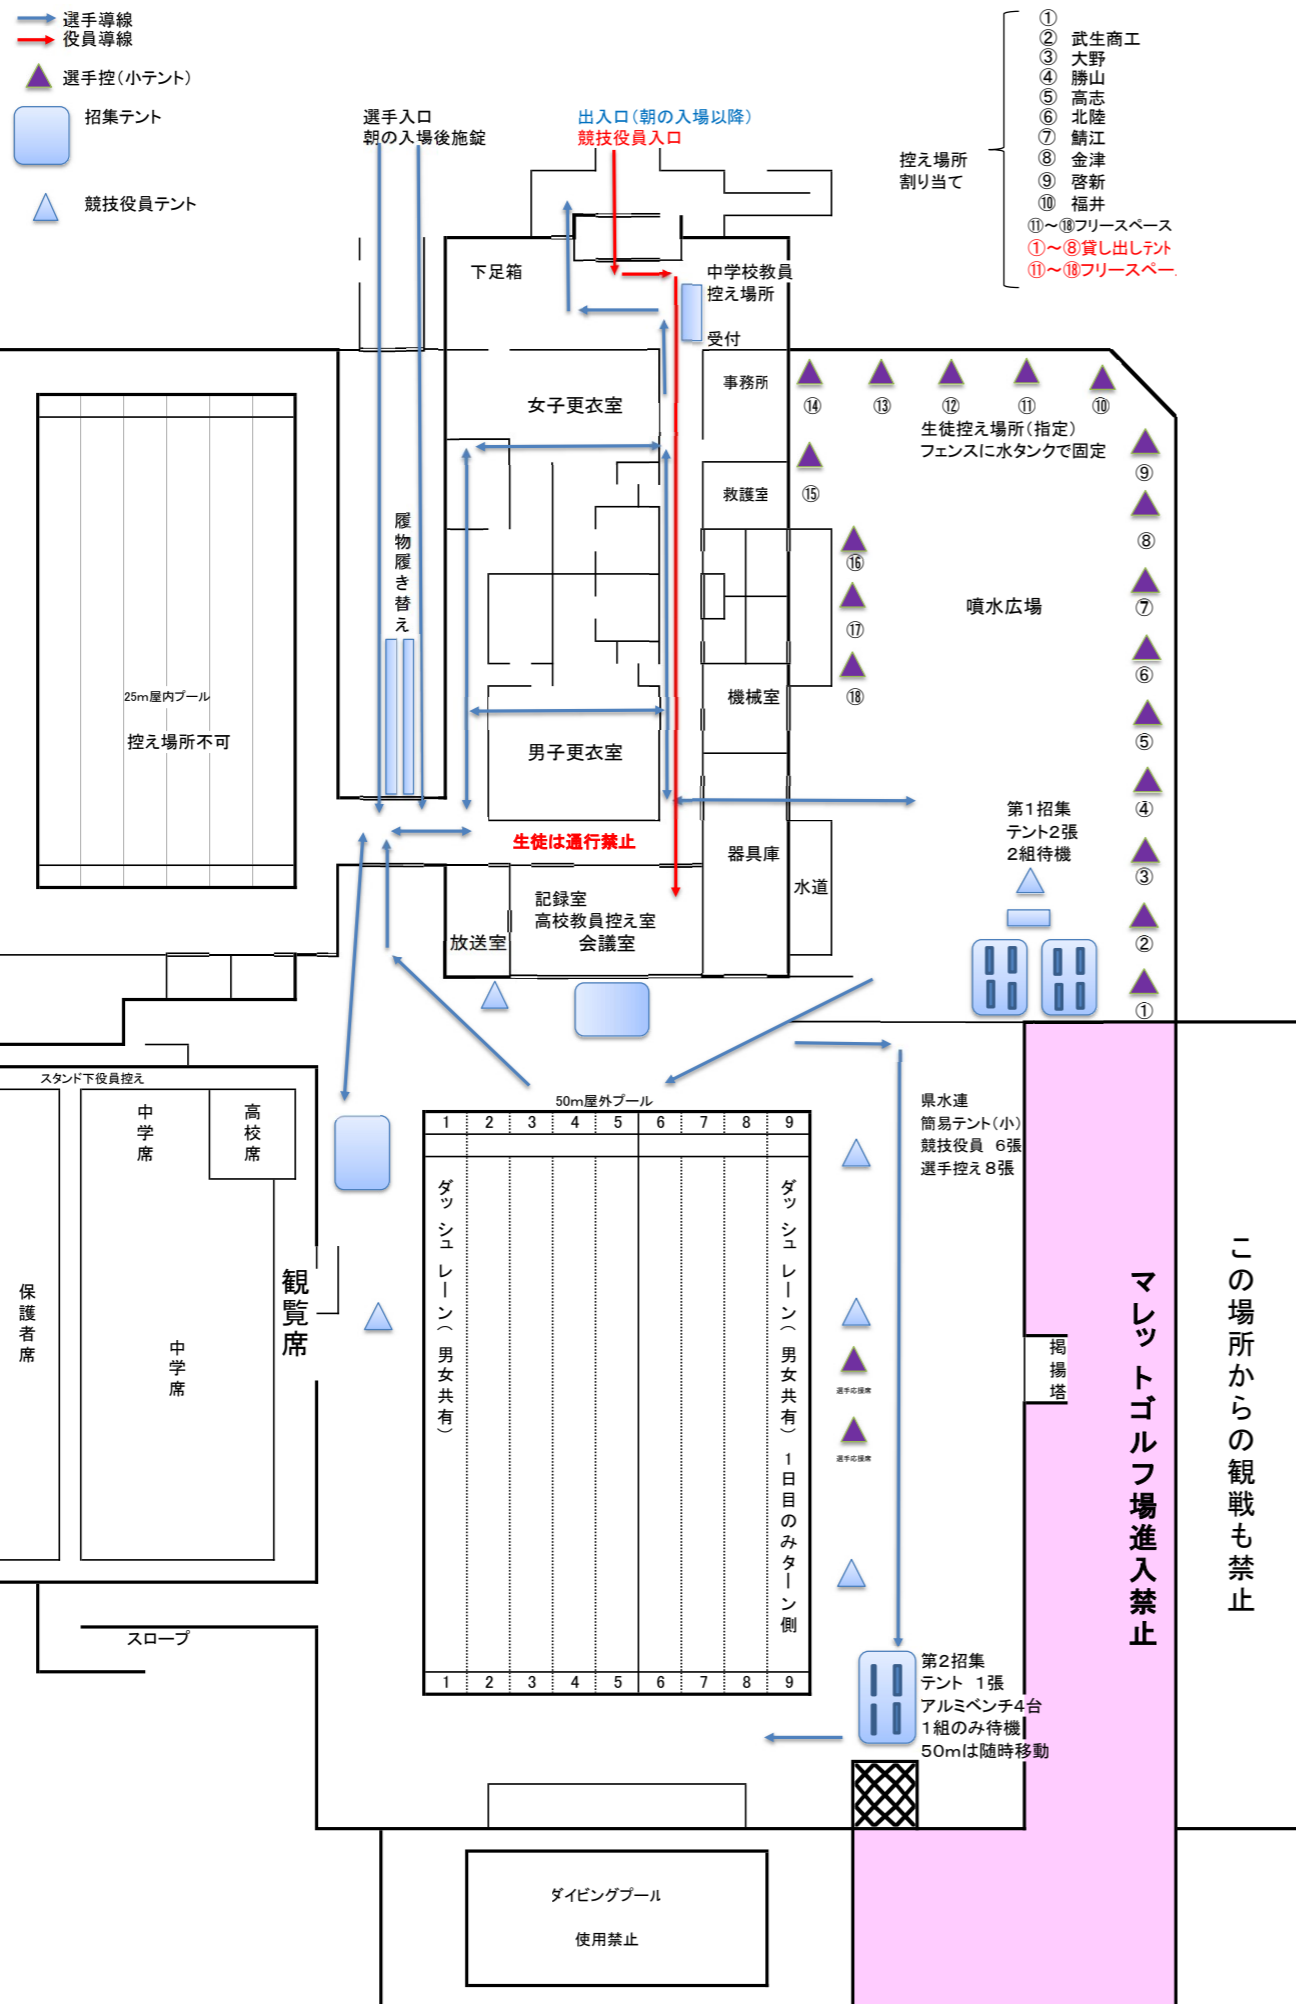 選手導線
役員導線
選手控（小テント）
招集テント
競技役員テント
選手入口
朝の入場後施錠
出入口（朝の入場以降）
競技役員入口
控え場所
割り当て
①
② 武生商工
③ 大野
④ 勝山
⑤ 高志
⑥ 北陸
⑦ 鯖江
⑧ 金津
⑨ 啓新
⑩ 福井
⑪～⑱フリースペース
①～⑧貸し出しテント
⑪～⑱フリースペー
下足箱
中学校教員
控え場所
受付
事務所
女子更衣室
救護室
履物履き替え
25m屋内プール
控え場所不可
男子更衣室
機械室
生徒は通行禁止
器具庫
水道
記録室
高校教員控え室
会議室
放送室
⑭
⑬
⑫
⑪
⑩
生徒控え場所（指定）
フェンスに水タンクで固定
⑨
⑮
⑧
⑯
噴水広場
⑦
⑰
⑥
⑱
⑤
④
第1招集
テント2張
2組待機
③
②
①
スタンド下役員控え
中学席
高校席
保護者席
中学席
観覧席
50m屋外プール
1 2 3 4 5 6 7 8 9
ダッシュレーン（男女共有）
ダッシュレーン（男女共有） 1日目のみターン側
1 2 3 4 5 6 7 8 9
県水連
簡易テント（小）
競技役員 6張
選手控え8張
選手応援席
選手応援席
掲揚塔
マレットゴルフ場進入禁止
この場所からの観戦も禁止
スロープ
第2招集
テント 1張
アルミベンチ4台
1組のみ待機
50mは随時移動
ダイビングプール
使用禁止